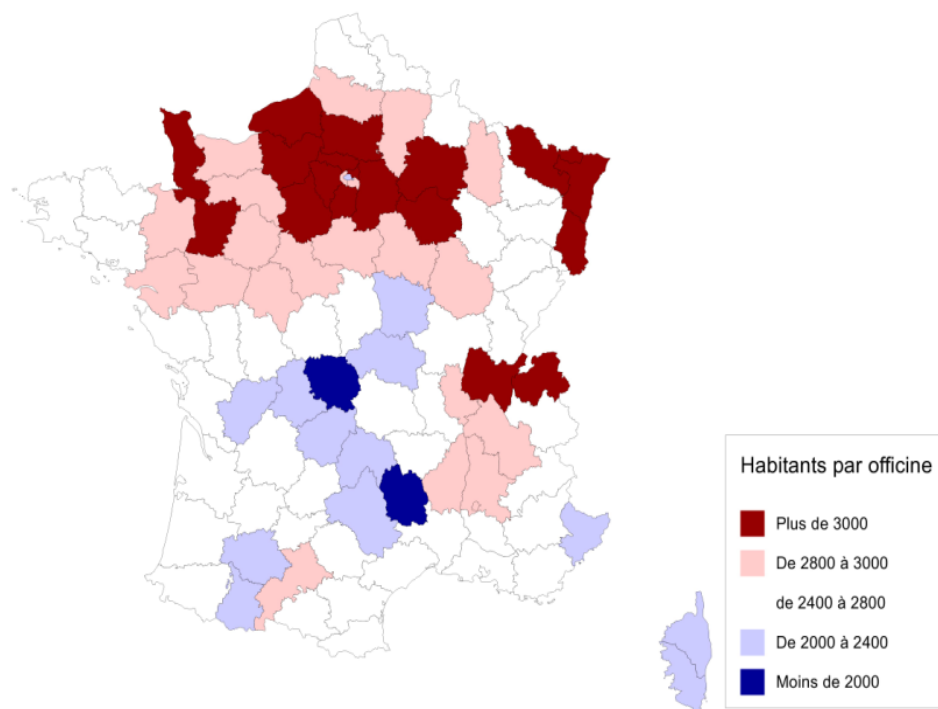 Habitants par officine
Plus de 3000
De 2800 à 3000
de 2400 à 2800
De 2000 à 2400
Moins de 2000